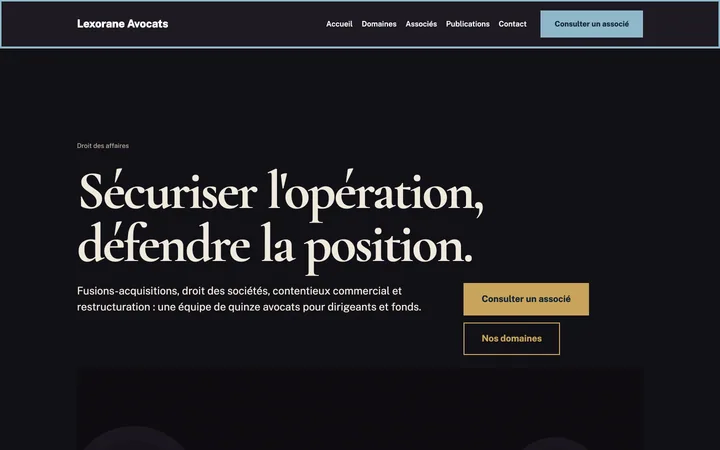 Lexorane Avocats
Accueil Domaines Associés Publications Contact Consulter un associé
Droit des affaires
Sécuriser l'opération,
défendre la position.
Fusions-acquisitions, droit des sociétés, contentieux commercial et
restructuration : une équipe de quinze avocats pour dirigeants et fonds.
Consulter un associé
Nos domaines